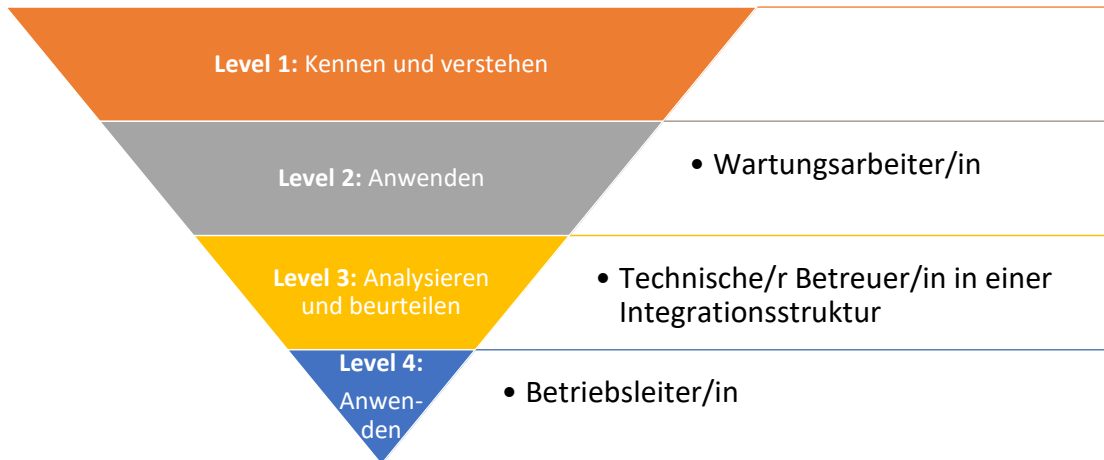 Level 1: Kennen und verstehen
Level 2: Anwenden
• Wartungsarbeiter/in
Level 3: Analysieren
und beurteilen
• Technische/r Betreuer/in in einer
Integrationsstruktur
Level 4:
Anwen-
den
• Betriebsleiter/in